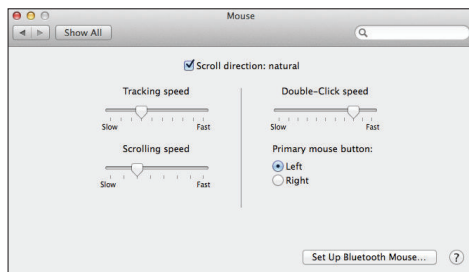 Mouse
Show All
Scroll direction: natural
Tracking speed
Slow Fast
Scrolling speed
Slow Fast
Double-Click speed
Slow Fast
Primary mouse button:
Left
Right
Set Up Bluetooth Mouse... ?